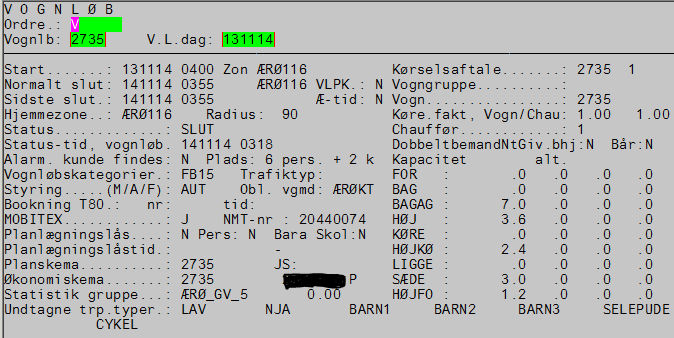 V O G N L Ø B
Ordre.: V
Vognlb: 2735 V.L.dag: 131114
Start.......: 131114 0400 Zon ÆRØ116 Kørselsaftale.......: 2735 1
Normalt slut: 141114 0355 ÆRØ116 VLPK.: N Vogngruppe..........:
Sidste slut.: 141114 0355 Æ-tid: N Vogn................: 2735
Hjemmezone..: ÆRØ116 Radius: 90 Køre.fakt, Vogn/Chau: 1.00 1.00
Status............: SLUT Chauffør............: 1
Status-tid, vognløb. 141114 0318 DobbeltbemandNtGiv.bhj:N Bår:N
Alarm. kunde findes: N Plads: 6 pers. + 2 k Kapacitet alt.
Vognløbskategorier.: FB15 Trafiktyp: FOR : .0 .0 .0 .0
Styring.....(M/A/F): AUT Obl. vgmd: ÆRØKT BAG : .0 .0 .0 .0
Bookning T80.: nr: tid: BAGAG : 7.0 .0 .0 .0
MOBITEX............: J NMT-nr : 20440074 HØJ : 3.6 .0 .0 .0
Planlægningslås....: N Pers: N Bara Skol:N KØRE : .0 .0 .0 .0
Planlægningslåstid.: - HØJKØ : 2.4 .0 .0 .0
Planskema..........: 2735 JS: LIGGE : .0 .0 .0 .0
Økonomiskema.......: 2735 P SÆDE : 3.0 .0 .0 .0
Statistik gruppe...: ÆRØ_GV_5 0.00 HØJFO : 1.2 .0 .0 .0
Undtagne trp.typer.: LAV NJA BARN1 BARN2 BARN3 SELEPUDE
CYKEL